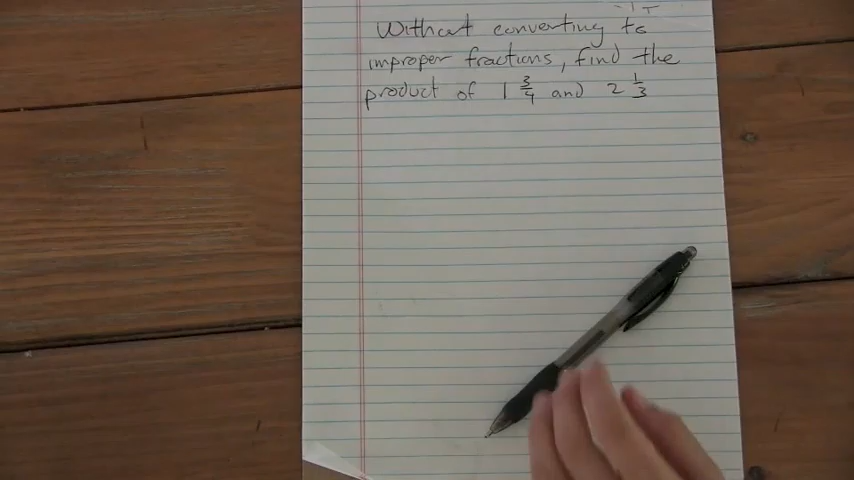 Without converting to
improper fractions, find the
product of 1 3/4 and 2 1/3